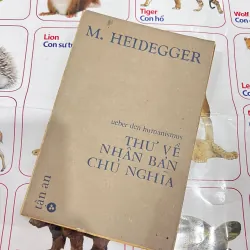 Lion
Con sư tử
Tiger
Con hổ
Wolf
M. HEIDEGGER
ueber den humanismus
THƯ VỀ
NHÂN BẢN
CHỦ NGHĨA
tân an